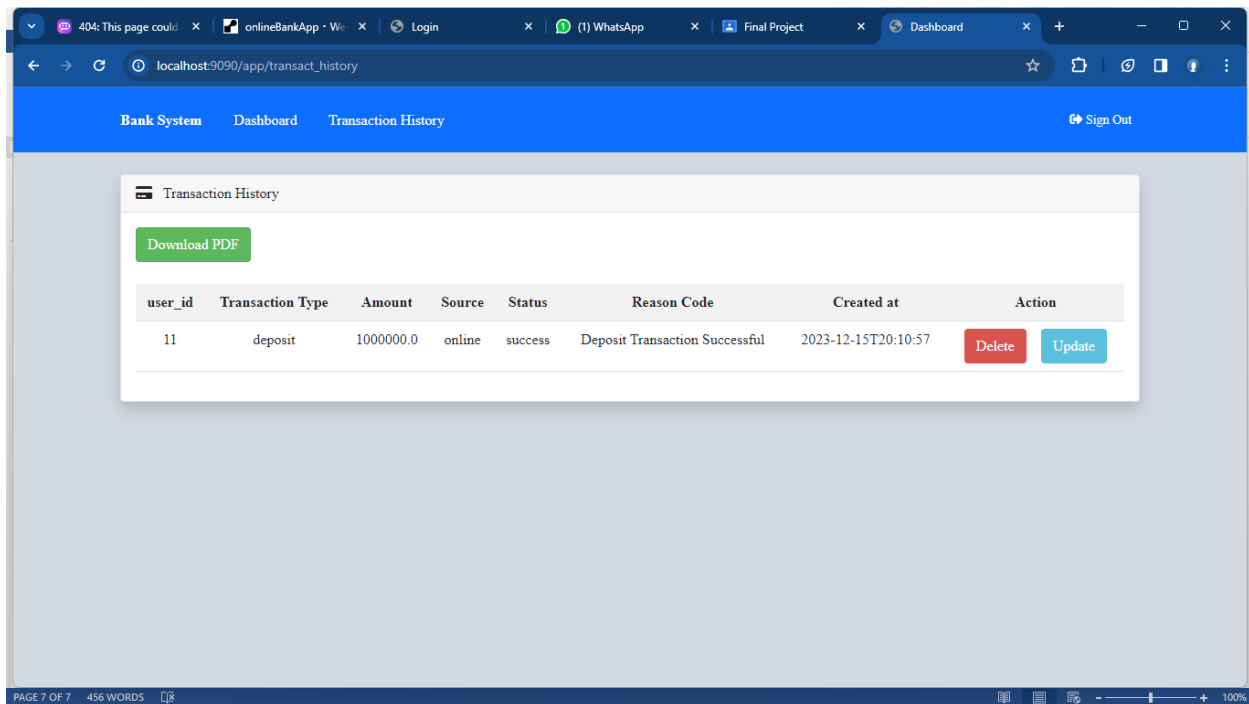 404: This page could onlineBankApp • We Login (1) WhatsApp Final Project Dashboard
localhost:9090/app/transact_history
Bank System Dashboard Transaction History Sign Out
Transaction History
Download PDF
user_id Transaction Type Amount Source Status Reason Code Created at Action
11 deposit 1000000.0 online success Deposit Transaction Successful 2023-12-15T20:10:57 Delete Update
PAGE 7 OF 7 456 WORDS 100%